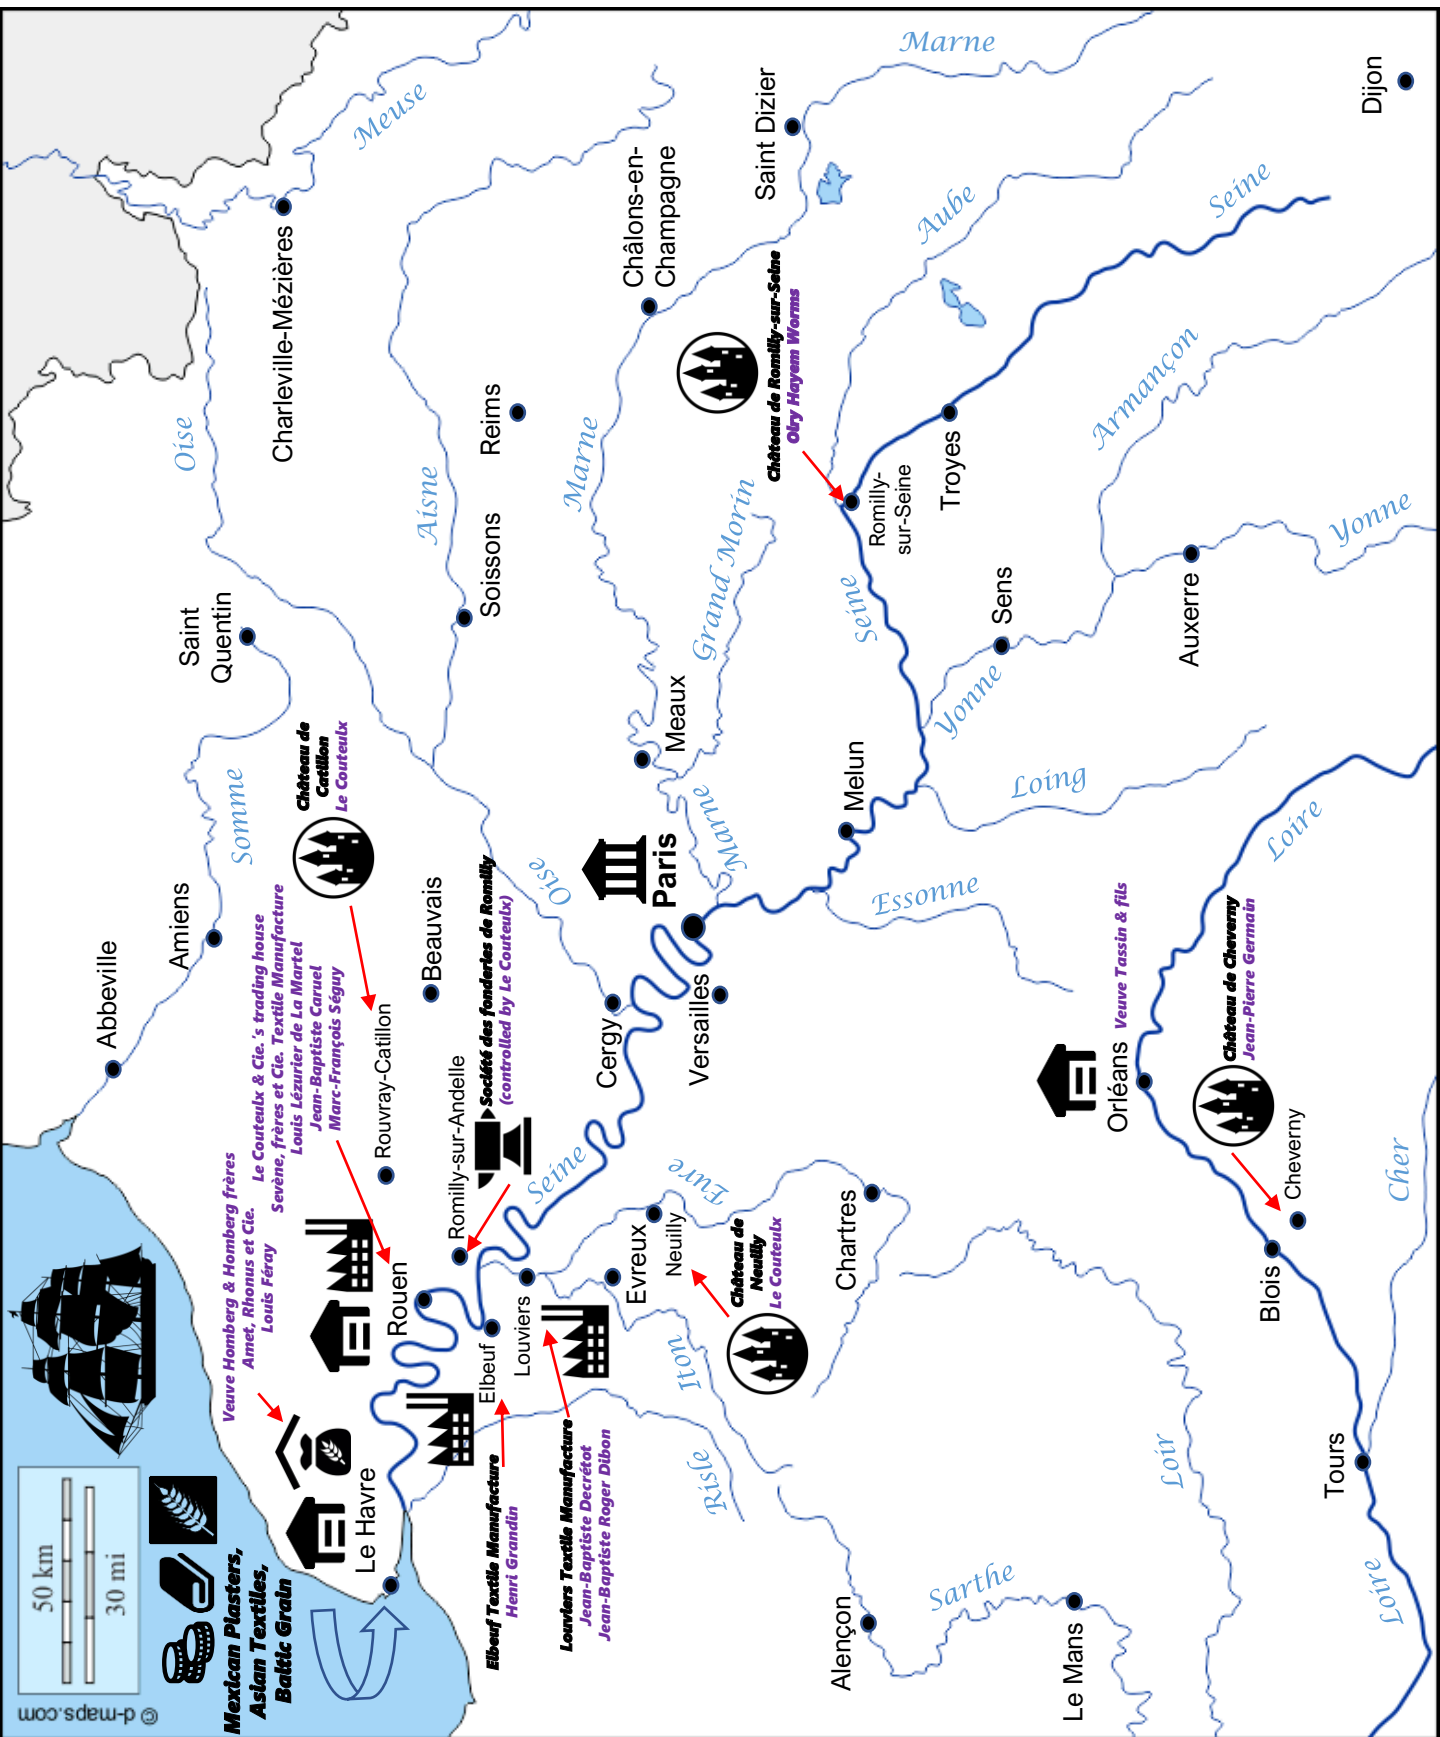 © d-maps.com
50 km
30 mi
Mexican Plasters,
Asian Textiles,
Baltic Grain
Le Havre
Veuve Homberg & Homberg frères
Amet, Rhonus et Cie.
Louis Féray
Le Couteulx & Cie.'s trading house
Sevène, frères et Cie. Textile Manufacture
Louis Lézurier de La Martel
Jean-Baptiste Caruel
Marc-François Séguy
Rouen
Abbeville
Amiens
Somme
Saint
Quentin
Oise
Charleville-Mézières
Meuse
Château de
Catillon
Le Couteulx
Rouvray-Catillon
Beauvais
Aisne
Soissons
Reims
Romilly-sur-Andelle
Société des fonderies de Romilly
(controlled by Le Couteulx)
Oise
Seine
Cergy
Paris
Versailles
Marne
Meaux
Marne
Grand Morin
Châlons-en-
Champagne
Saint Dizier
Marne
Elbeuf
Elbeuf Textile Manufacture
Henri Grandin
Louviers
Louviers Textile Manufacture
Jean-Baptiste Decrétot
Jean-Baptiste Roger Dibon
Evreux
Neuilly
Eure
Iton
Risle
Château de
Neuilly
Le Couteulx
Chartres
Melun
Essonne
Seine
Château de Romilly-sur-Seine
Olry Hayem Worms
Romilly-
sur-Seine
Aube
Seine
Troyes
Alençon
Sarthe
Le Mans
Loir
Loing
Yonne
Sens
Armançon
Auxerre
Yonne
Dijon
Orléans
Veuve Tassin & fils
Château de Cheverny
Jean-Pierre Germain
Cheverny
Blois
Loire
Tours
Cher
Loire